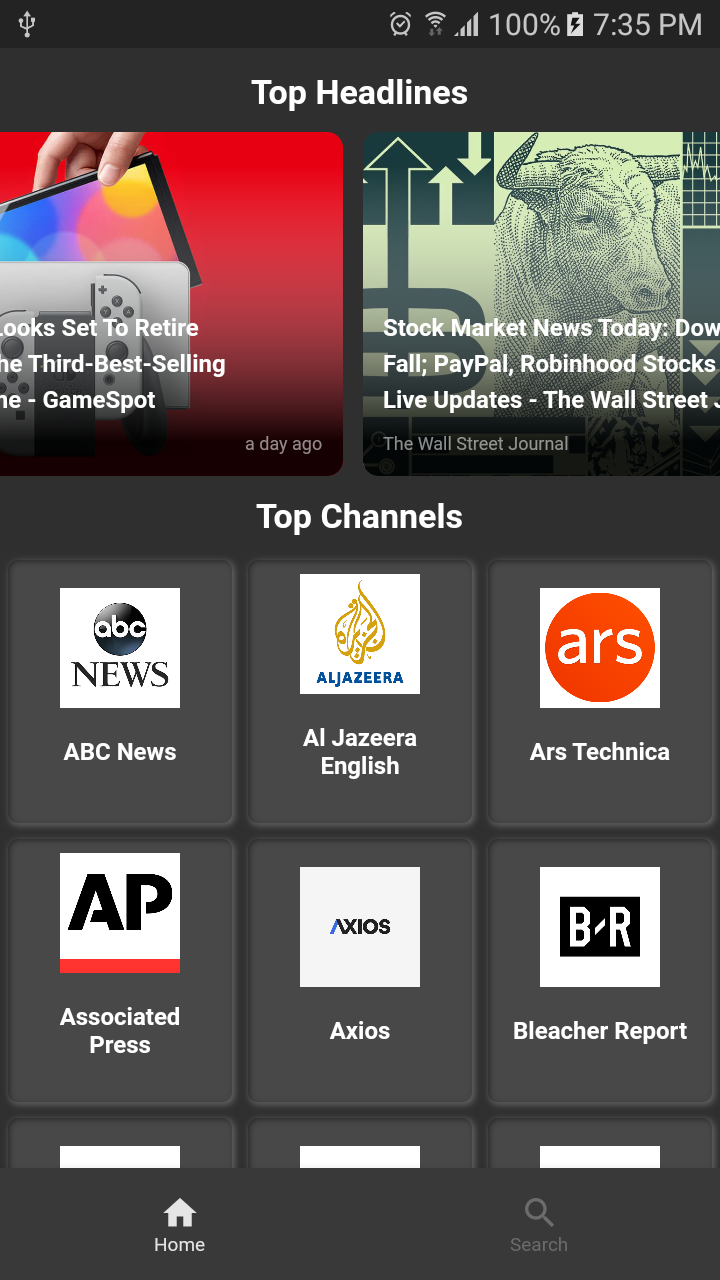 100% 7:35 PM
Top Headlines
Looks Set To Retire
he Third-Best-Selling
ne - GameSpot
a day ago
Stock Market News Today: Dow
Fall; PayPal, Robinhood Stocks
Live Updates - The Wall Street J
The Wall Street Journal
Top Channels
abc
NEWS
ABC News
ALJAZEERA
Al Jazeera
English
ars
Ars Technica
AP
Associated
Press
AXIOS
Axios
B/R
Bleacher Report
Home
Search